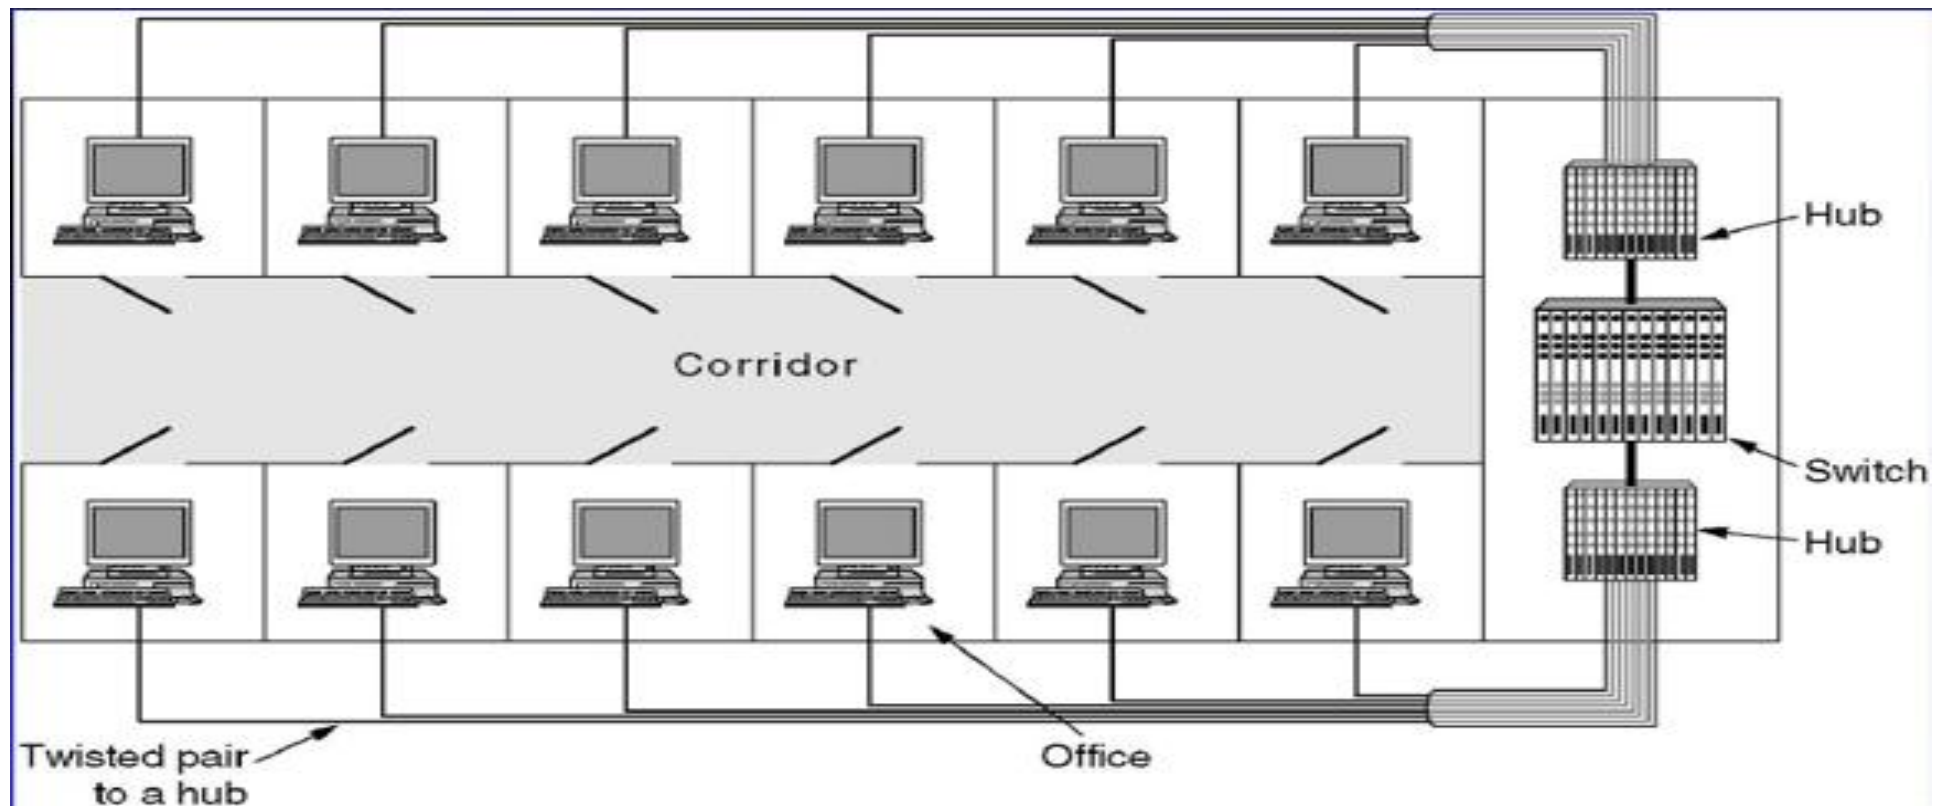 Hub
Corridor
Switch
Hub
Office
Twisted pair
to a hub